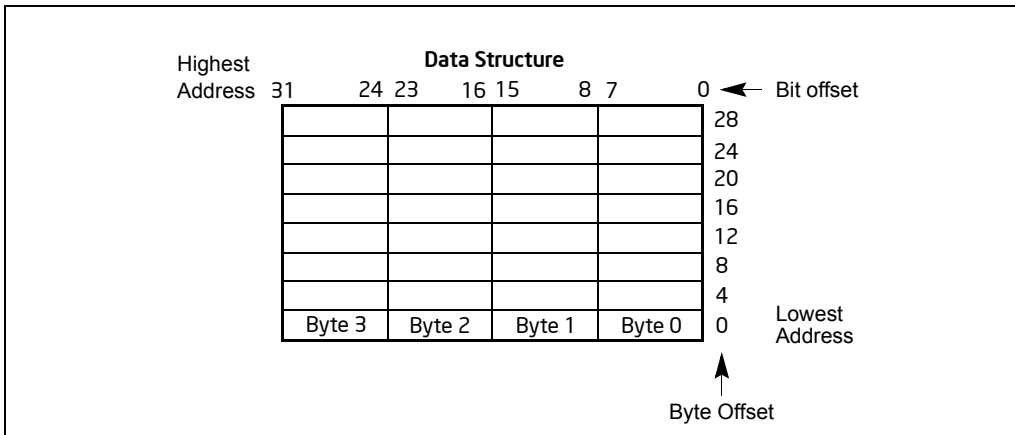 Data Structure
Highest
Address
31 24 23 16 15 8 7 0 Bit offset
28
24
20
16
12
8
4
Byte 3 Byte 2 Byte 1 Byte 0 0
Lowest
Address
Byte Offset